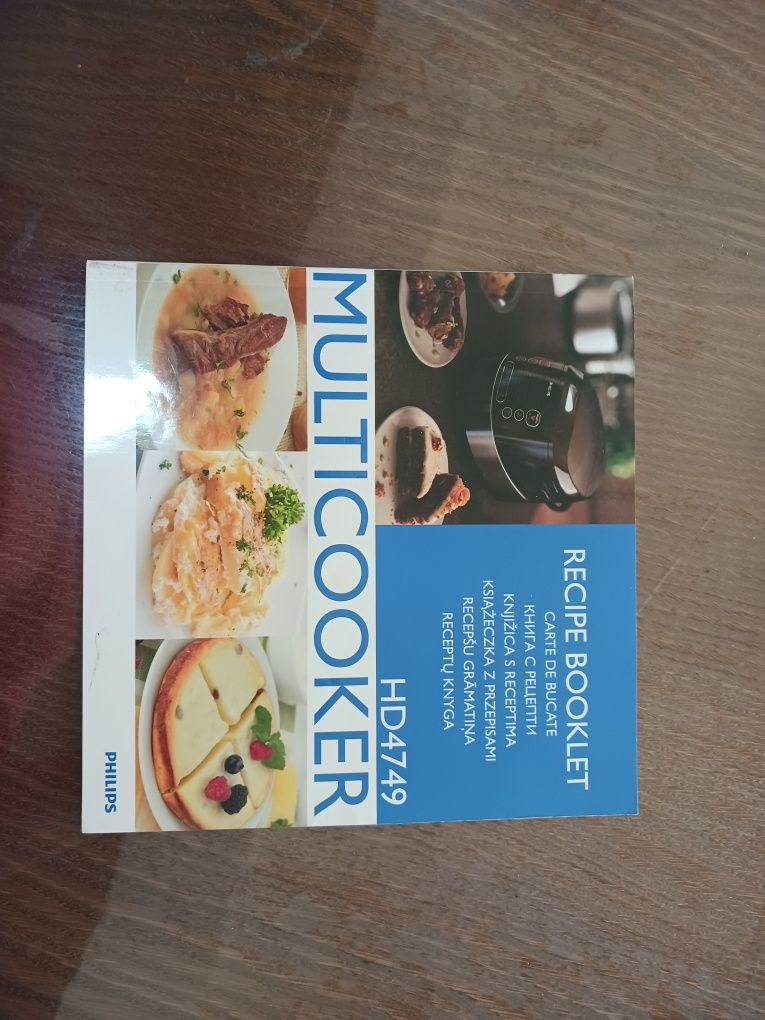 RECIPE BOOKLET
CARTE DE BUCATE
КНИГА С РЕЦЕПТИ
KNJIŽICA S RECEPTIMA
KSIĄŻECZKA Z PRZEPISAMI
RECEPŠU GRĀMATIŅA
RECEPTŲ KNYGA
HD4749
MULTICOOKER
PHILIPS